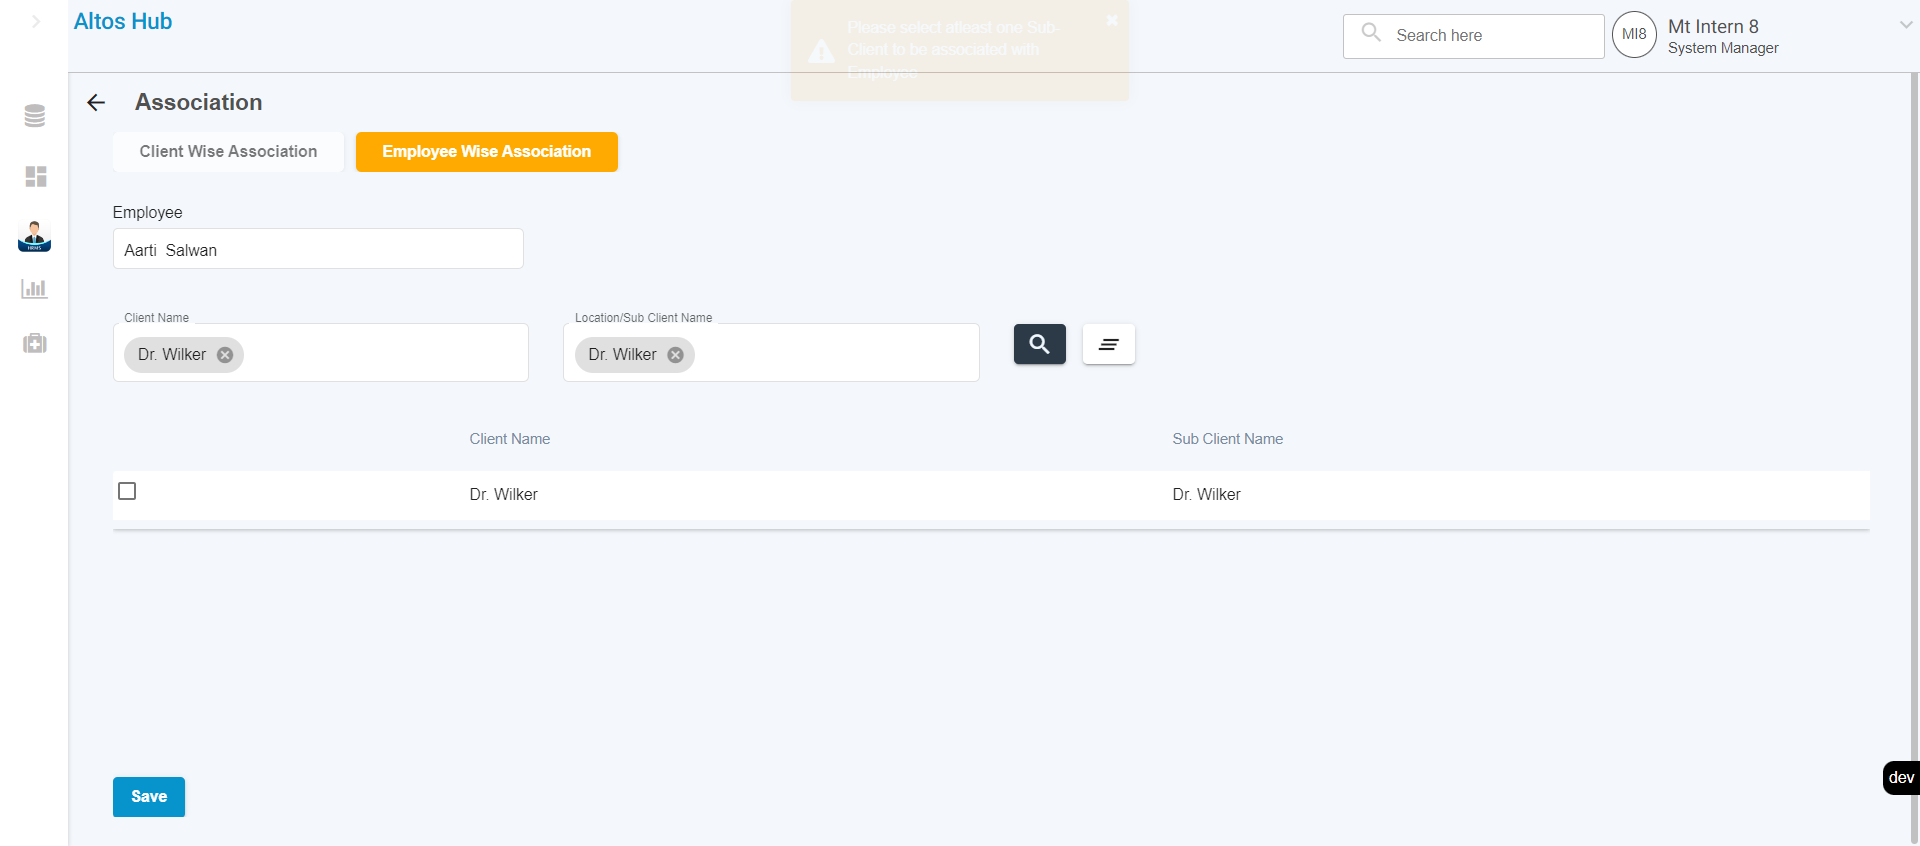 Altos Hub
Please select atleast one Sub-
Client to be associated with
Employee
Search here
MI8
Mt Intern 8
System Manager
Association
Client Wise Association
Employee Wise Association
HRMS
Employee
Aarti  Salwan
Client Name
Dr. Wilker
Location/Sub Client Name
Dr. Wilker
Client Name
Sub Client Name
Dr. Wilker
Dr. Wilker
dev
Save